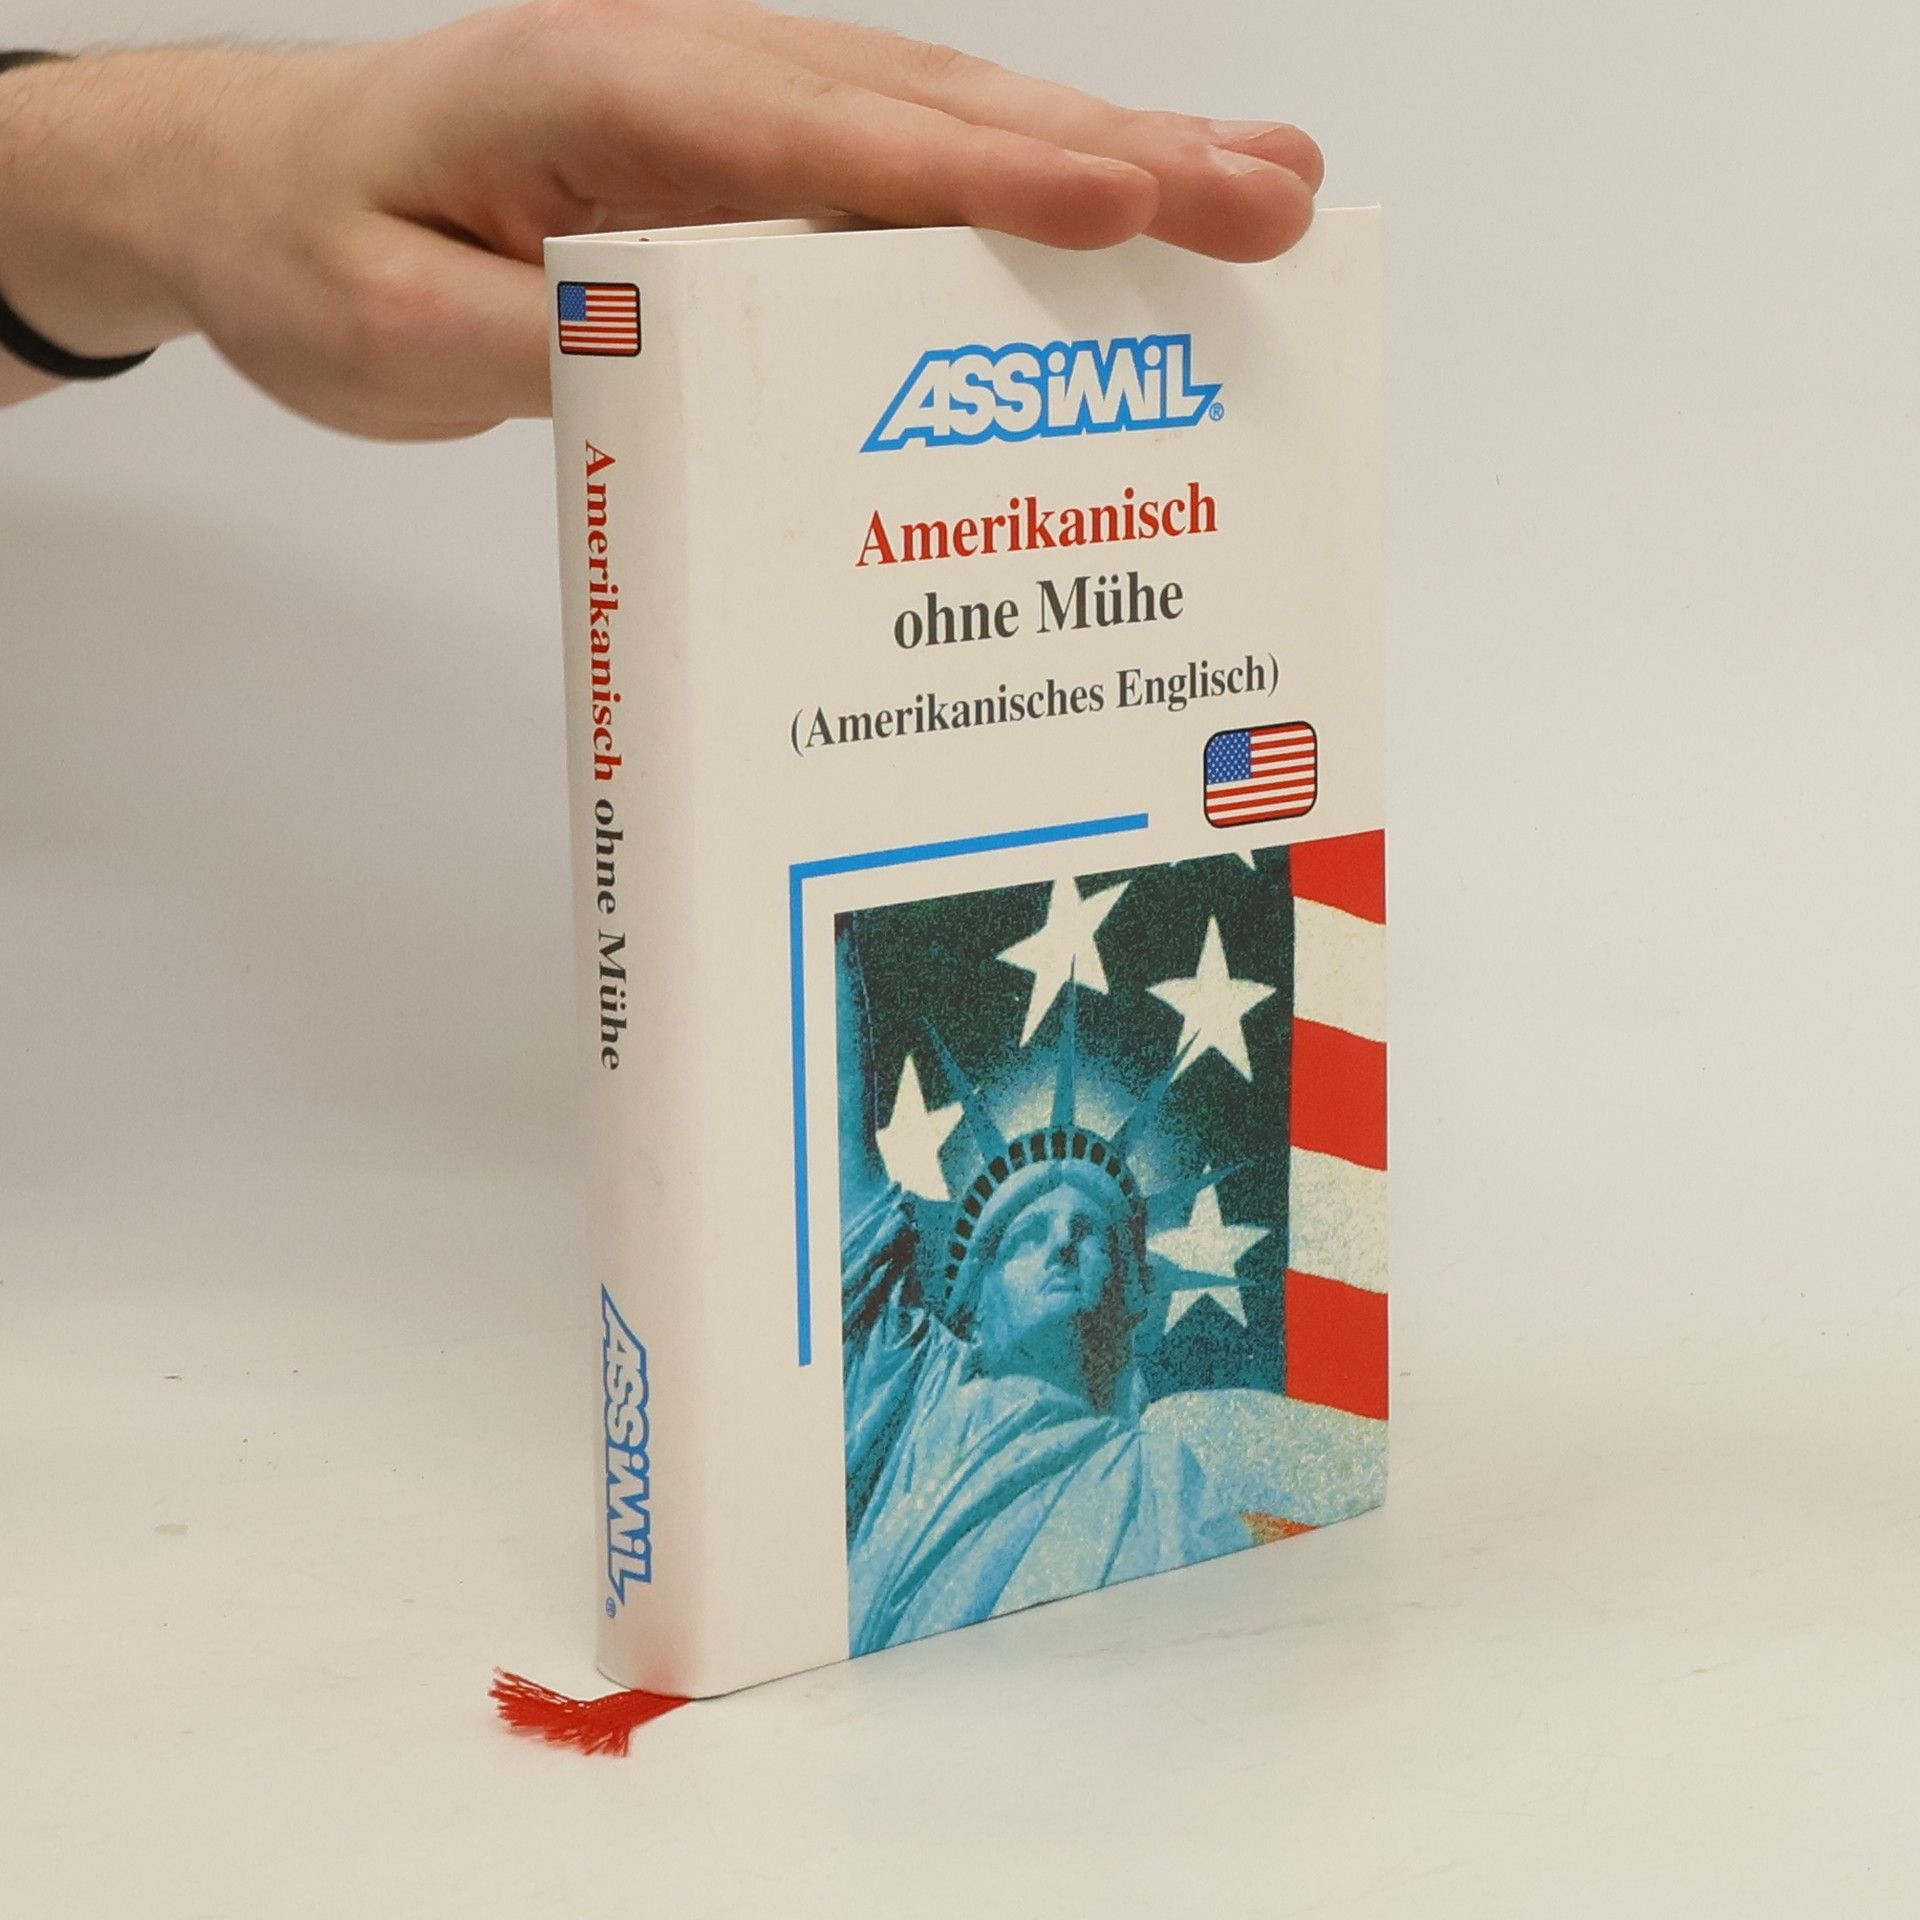 ASSiMiL®
Amerikanisch
ohne Mühe
(Amerikanisches Englisch)
Amerikanisch ohne Mühe
ASSiMiL®